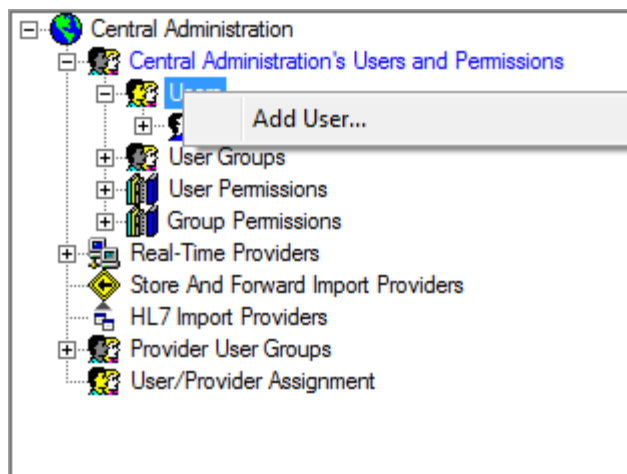 Central Administration
Central Administration's Users and Permissions
Users
Add User...
User Groups
User Permissions
Group Permissions
Real-Time Providers
Store And Forward Import Providers
HL7 Import Providers
Provider User Groups
User/Provider Assignment